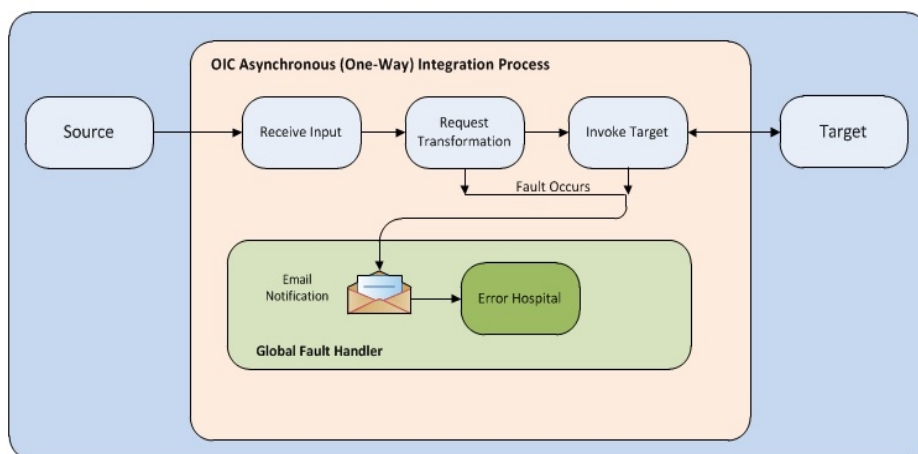 OIC Asynchronous (One-Way) Integration Process
Source
Receive Input
Request
Transformation
Invoke Target
Target
Fault Occurs
Email
Notification
Error Hospital
Global Fault Handler